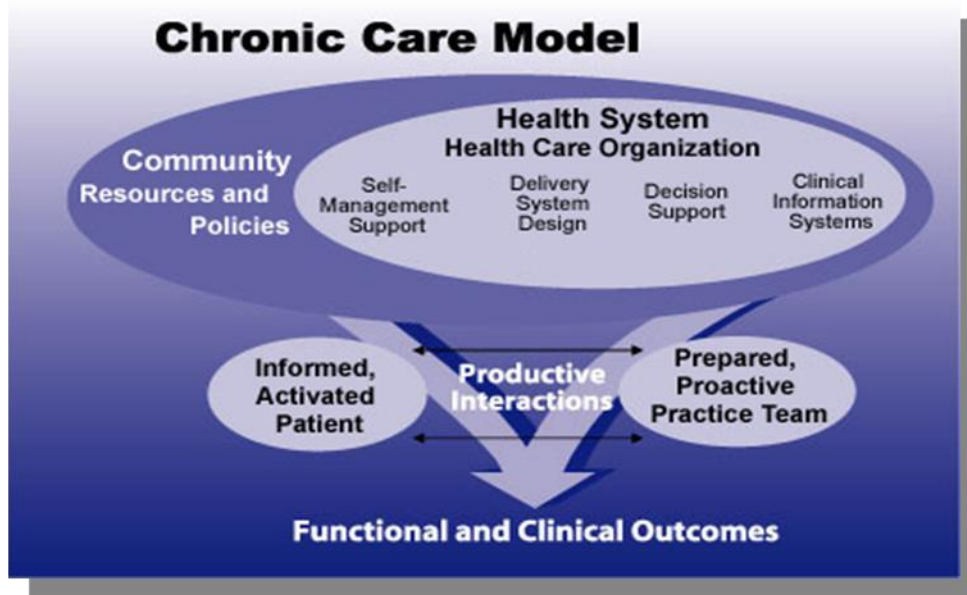 Chronic Care Model
Community
Resources and
Policies
Health System
Health Care Organization
Self-
Management
Support
Delivery
System
Design
Decision
Support
Clinical
Information
Systems
Informed,
Activated
Patient
Productive
Interactions
Prepared,
Proactive
Practice Team
Functional and Clinical Outcomes